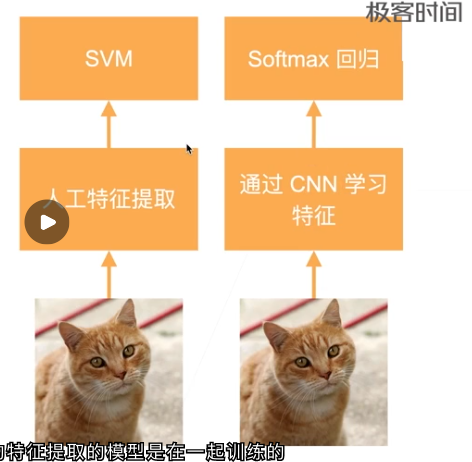 极客时间
SVM
Softmax 回归
人工特征提取
通过 CNN 学习
特征
特征提取的模型是在一起训练的